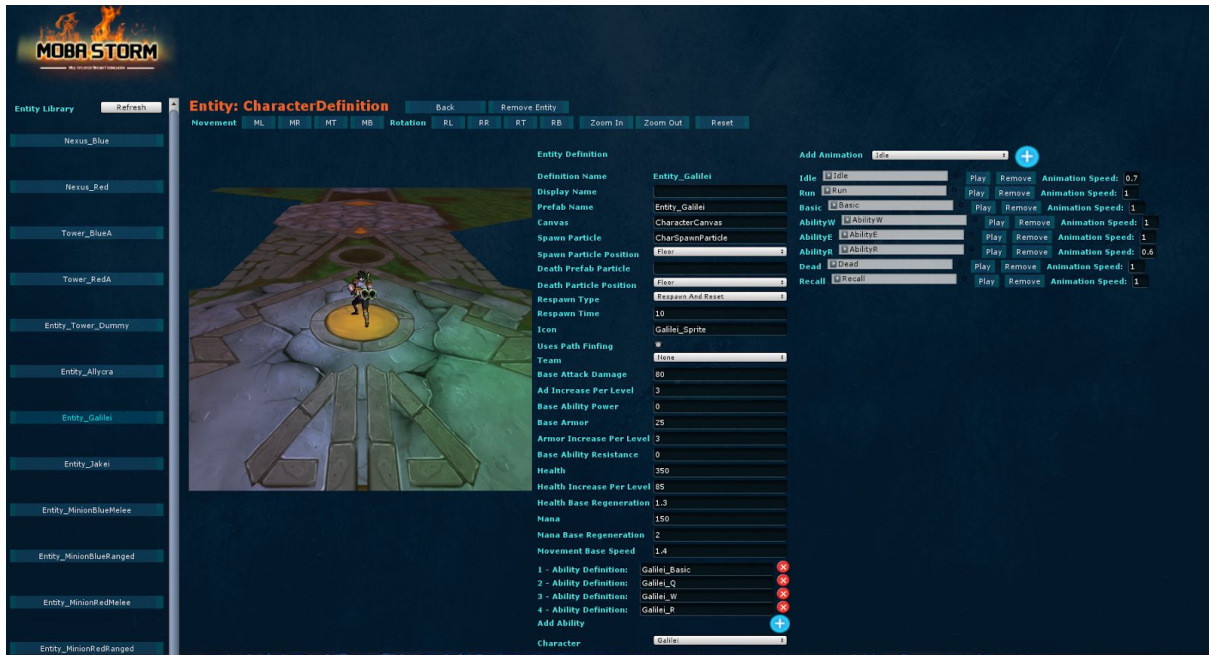 MOBA STORM
Entity Library Refresh
Nexus_Blue
Nexus_Red
Tower_BlueA
Tower_RedA
Entity_Tower_Dummy
Entity_Allycra
Entity_Galilei
Entity_Jakei
Entity_MinionBlueMelee
Entity_MinionBlueRanged
Entity_MinionRedMelee
Entity_MinionRedRanged
Entity: CharacterDefinition Back Remove Entity
Movement ML MR MT MB Rotation RL RR RT RB Zoom In Zoom Out Reset
Entity Definition
Definition Name Entity_Galilei
Display Name
Prefab Name Entity_Galilei
Canvas CharacterCanvas
Spawn Particle CharSpawnParticle
Spawn Particle Position Floor
Death Prefab Particle
Death Particle Position Floor
Respawn Type Respawn And Reset
Respawn Time 10
Icon Galilei_Sprite
Uses Path Finfing
Team None
Base Attack Damage 80
Ad Increase Per Level 3
Base Ability Power 0
Base Armor 25
Armor Increase Per Level 3
Base Ability Resistance 0
Health 350
Health Increase Per Level 85
Health Base Regeneration 1.3
Mana 150
Mana Base Regeneration 2
Movement Base Speed 1.4
1 - Ability Definition: Galilei_Basic
2 - Ability Definition: Galilei_Q
3 - Ability Definition: Galilei_W
4 - Ability Definition: Galilei_R
Add Ability
Character Galilei
Add Animation Idle
Idle Idle Play Remove Animation Speed: 0.7
Run Run Play Remove Animation Speed: 1
Basic Basic Play Remove Animation Speed: 1
AbilityW AbilityW Play Remove Animation Speed: 1
AbilityE AbilityE Play Remove Animation Speed: 1
AbilityR AbilityR Play Remove Animation Speed: 0.6
Dead Dead Play Remove Animation Speed: 1
Recall Recall Play Remove Animation Speed: 1